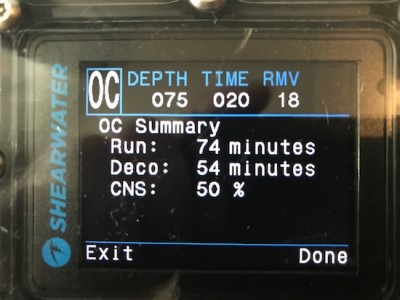 SHEARWATER
OC DEPTH TIME RMV
075 020 18
OC Summary
Run: 74 minutes
Deco: 54 minutes
CNS: 50 %
Exit Done